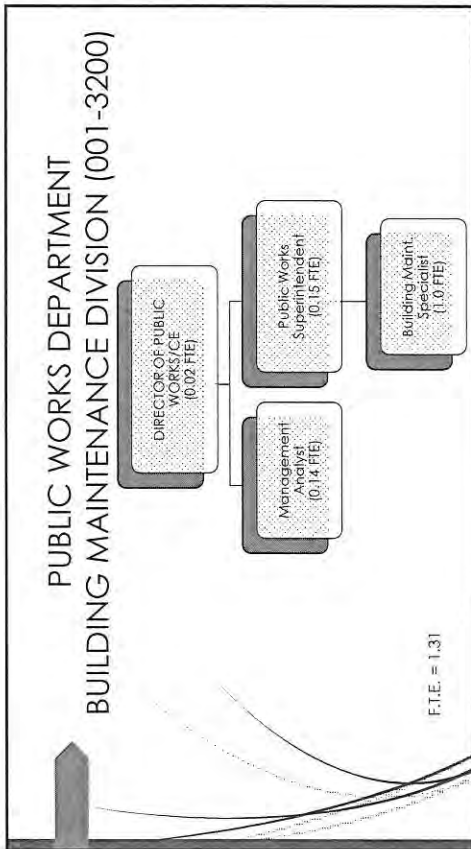 PUBLIC WORKS DEPARTMENT
BUILDING MAINTENANCE DIVISION (001-3200)
DIRECTOR OF PUBLIC
WORKS/CE
(0.02 FTE)
Management
Analyst
(0.14 FTE)
Public Works
Superintendent
(0.15 FTE)
Building Maint.
Specialist
(1.0 FTE)
F.T.E. = 1.31